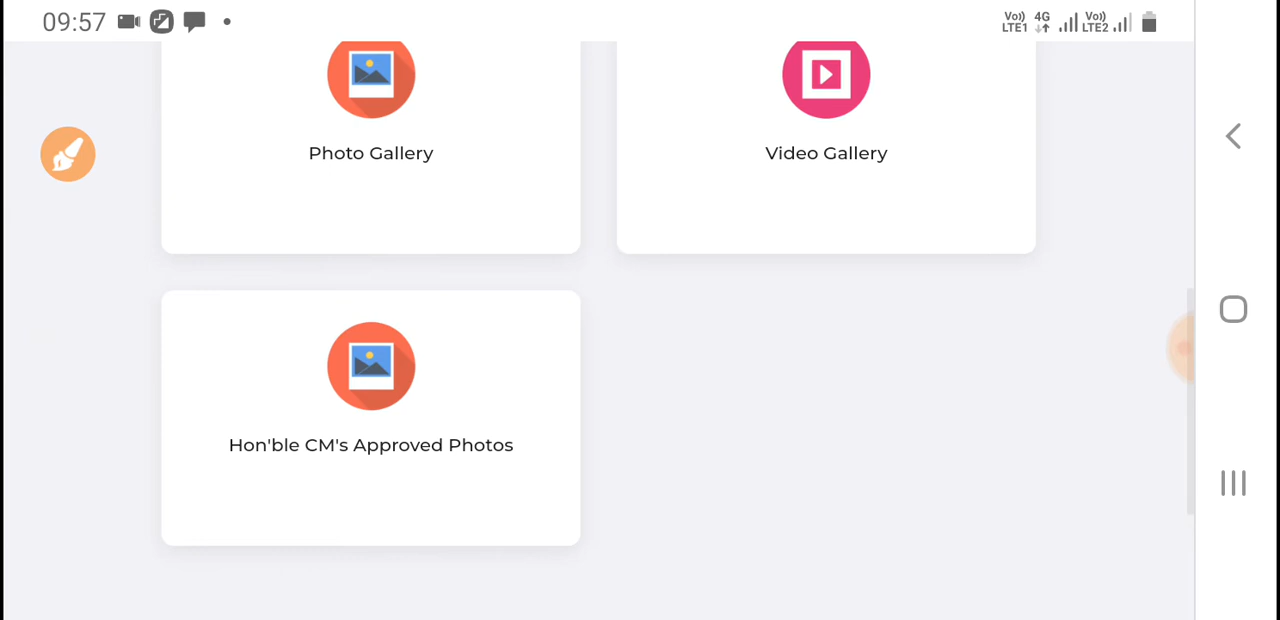 09:57
Vo)) 4G Vo))
LTE1 LTE2
Photo Gallery
Video Gallery
Hon'ble CM's Approved Photos